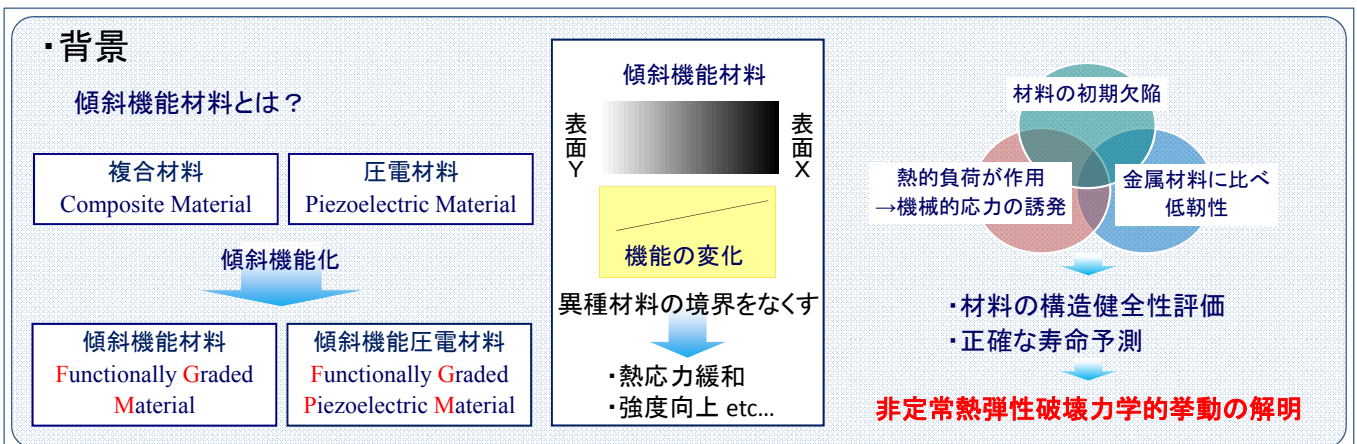 ・背景
傾斜機能材料とは？
複合材料
Composite Material
圧電材料
Piezoelectric Material
傾斜機能化
傾斜機能材料
Functionally Graded
Material
傾斜機能圧電材料
Functionally Graded
Piezoelectric Material
傾斜機能材料
表面Y
表面X
機能の変化
異種材料の境界をなくす
・熱応力緩和
・強度向上 etc…
材料の初期欠陥
熱的負荷が作用
→機械的応力の誘発
金属材料に比べ
低靭性
・材料の構造健全性評価
・正確な寿命予測
非定常熱弾性破壊力学的挙動の解明